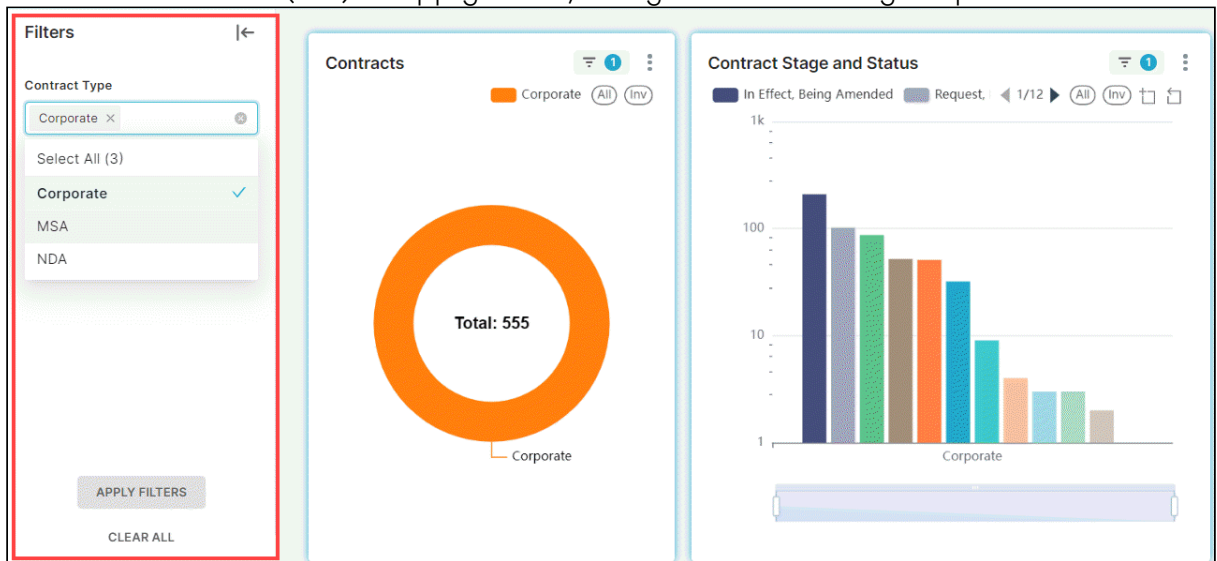 Filters
Contract Type
Corporate ×
Select All (3)
Corporate
MSA
NDA
APPLY FILTERS
CLEAR ALL
Contracts
1
Corporate All Inv
Total: 555
Corporate
Contract Stage and Status
1
In Effect, Being Amended Request, 1/12 All Inv
1k
100
10
1
Corporate